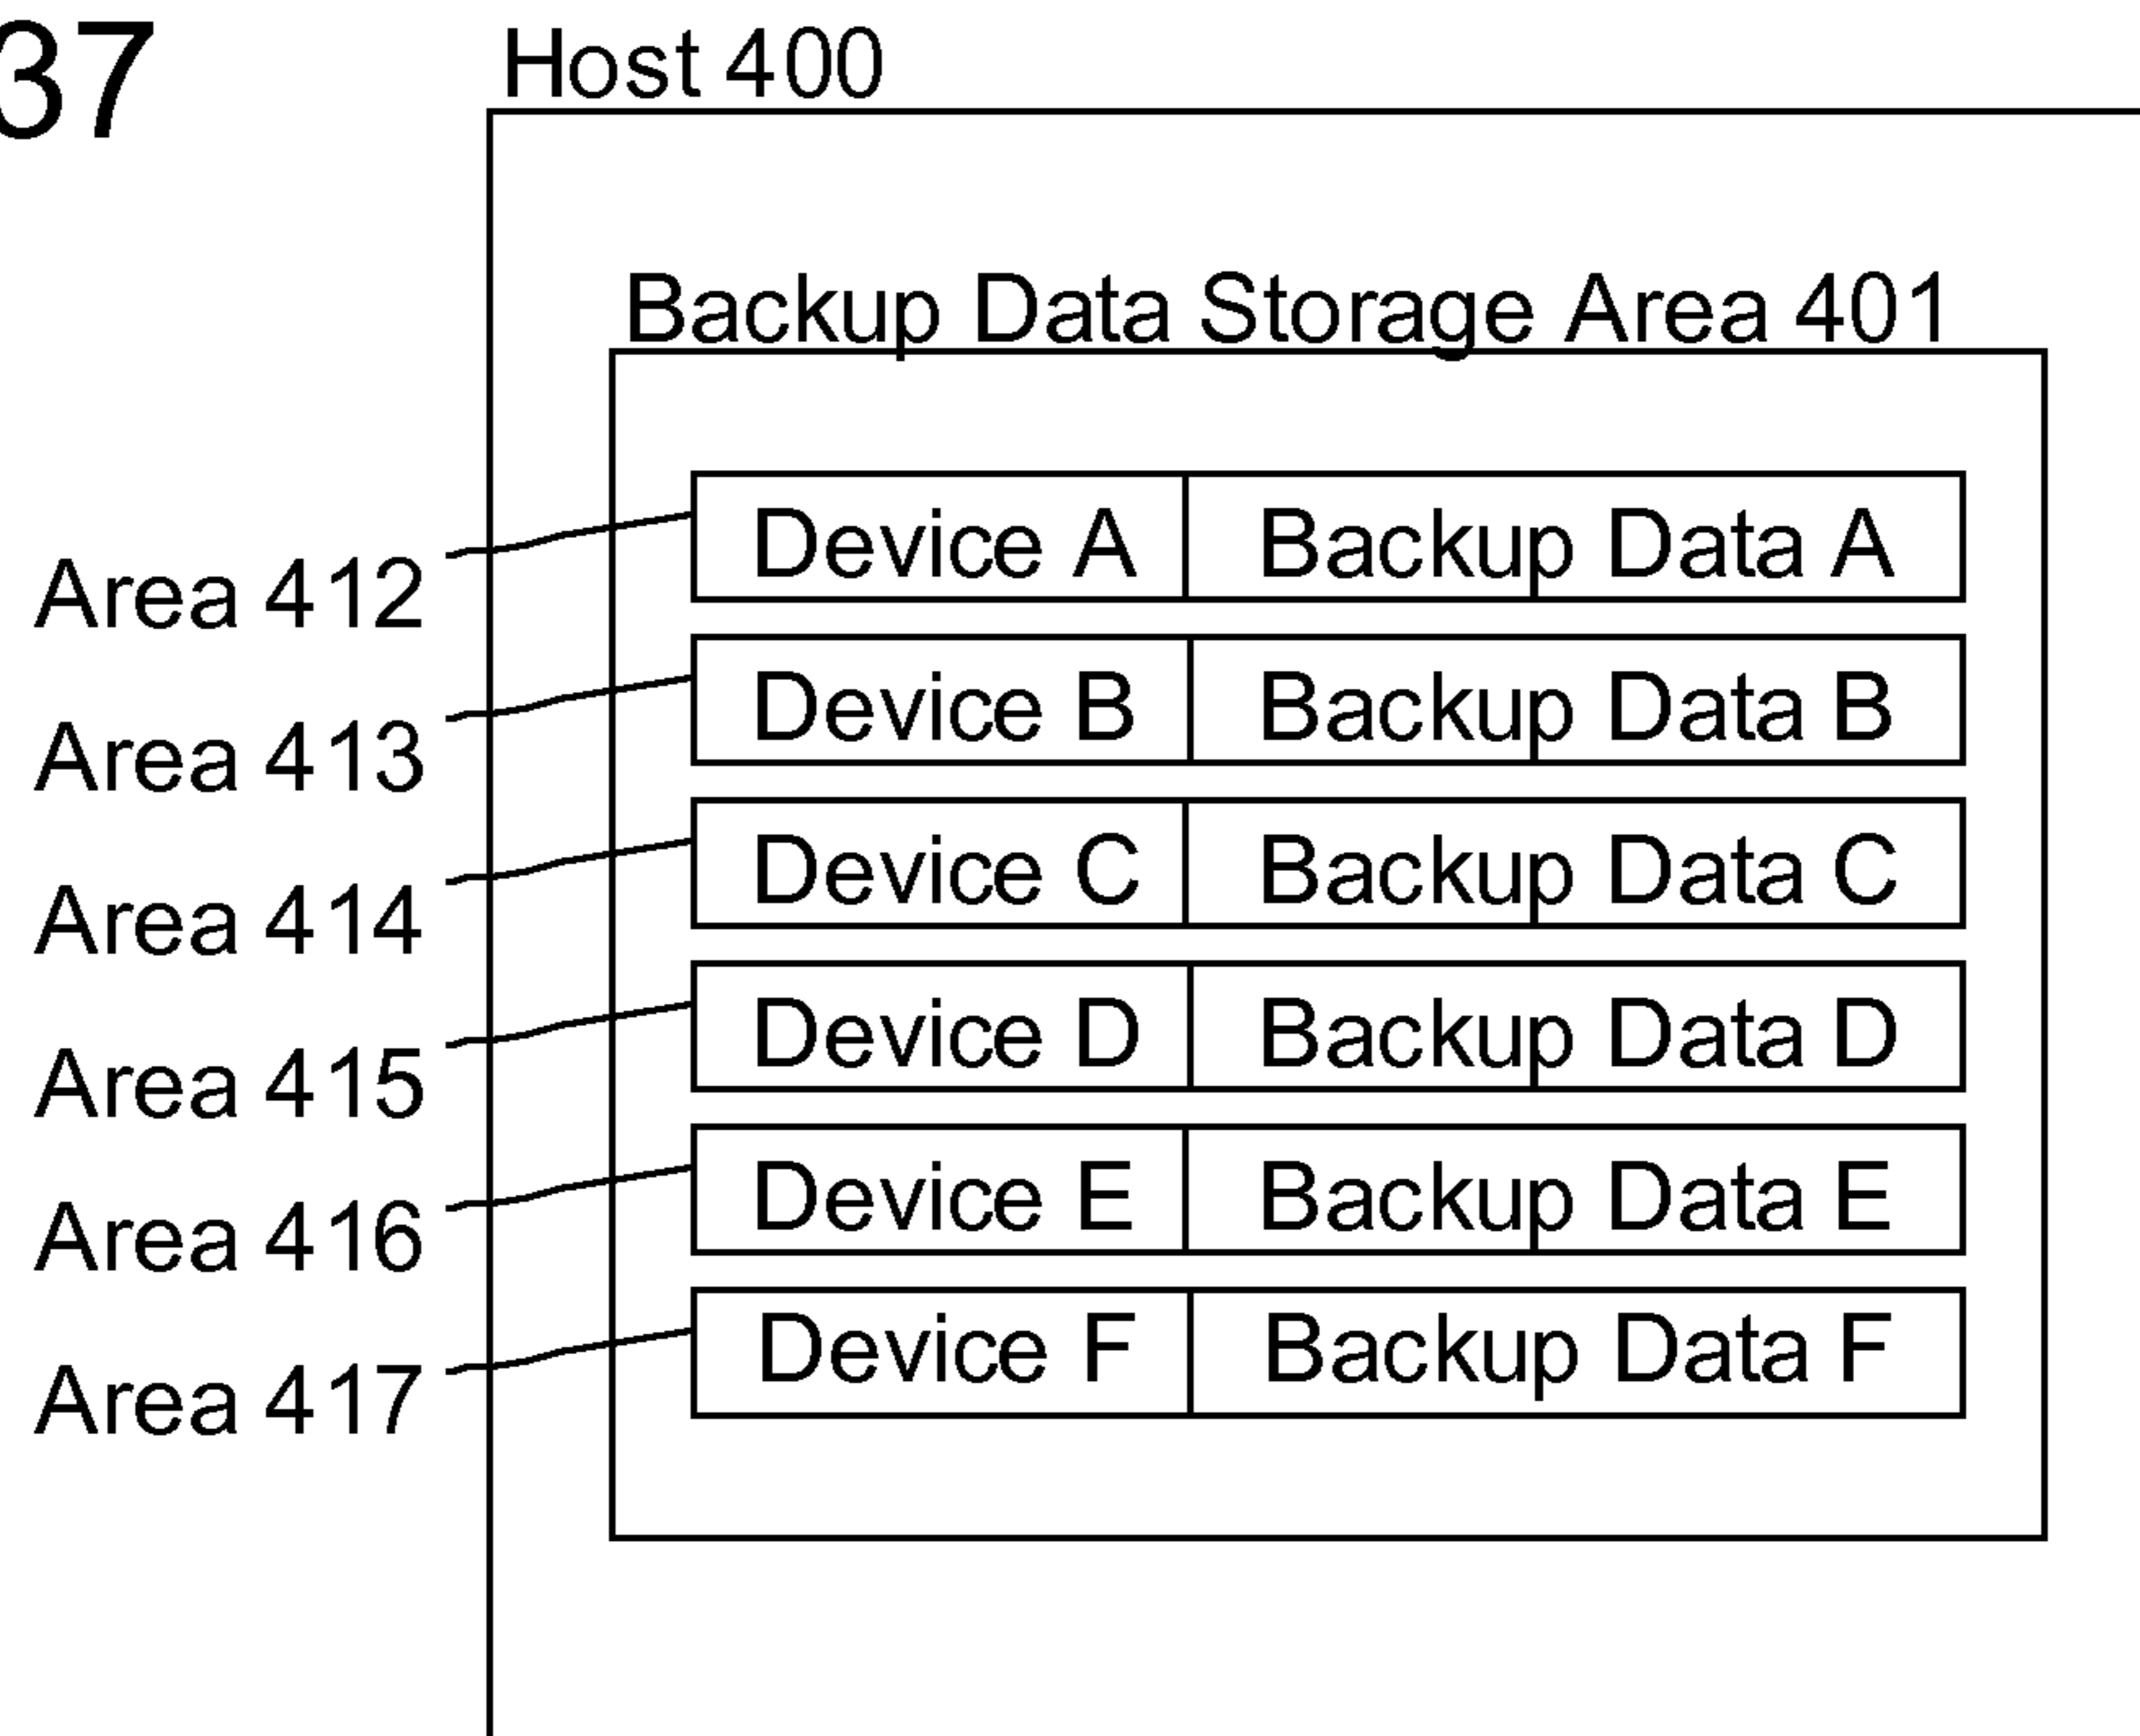 37
Host 400
Backup Data Storage Area 401
Area 412 Device A Backup Data A
Area 413 Device B Backup Data B
Area 414 Device C Backup Data C
Area 415 Device D Backup Data D
Area 416 Device E Backup Data E
Area 417 Device F Backup Data F